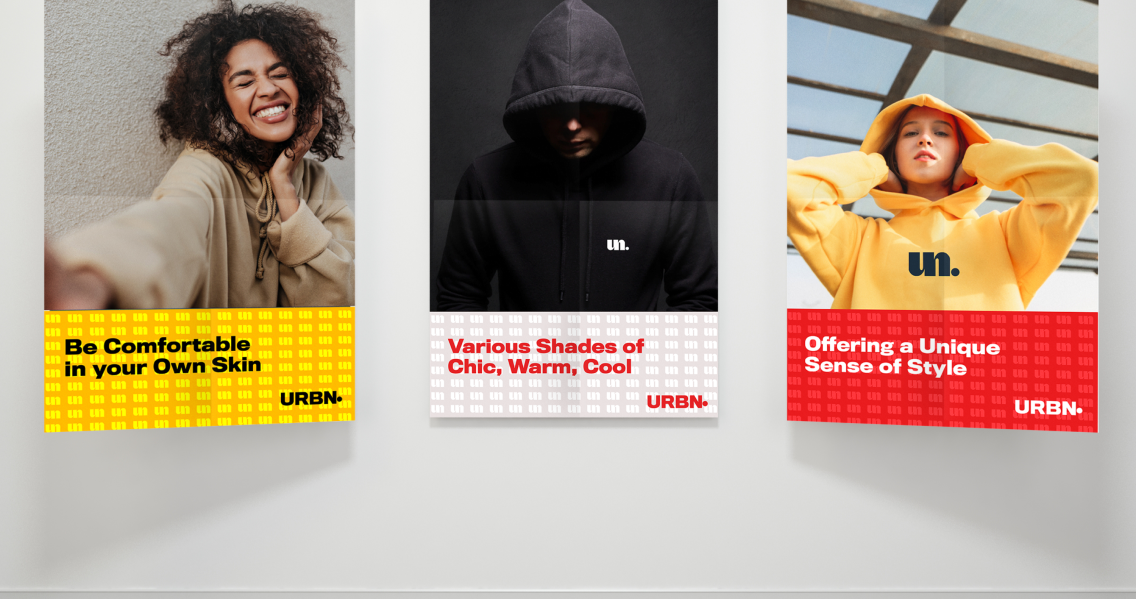 Be Comfortable
in your Own Skin
URBN.
un.
Various Shades of
Chic, Warm, Cool
URBN.
un.
Offering a Unique
Sense of Style
URBN.